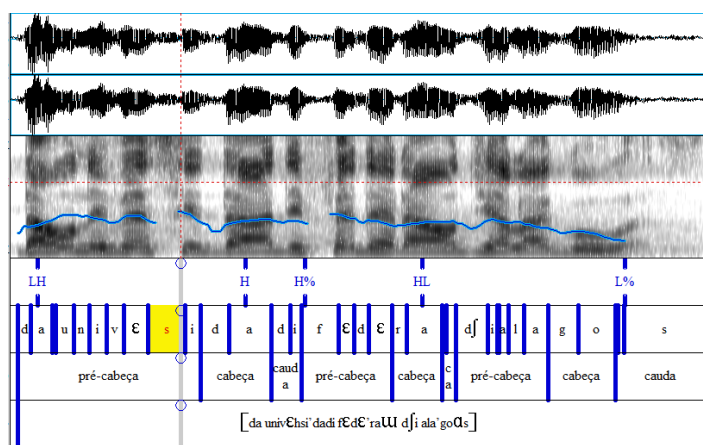 LH H H% HL L%
d a u n i v ɛ s i d a d i f ɛ d ɛ r a dʃ i a l a g o s
pré-cabeça cabeça cauda pré-cabeça cabeça ca pré-cabeça cabeça cauda
[da univɛhsi'dadi fɛdɛ'raɯ dʃi ala'goɑs]